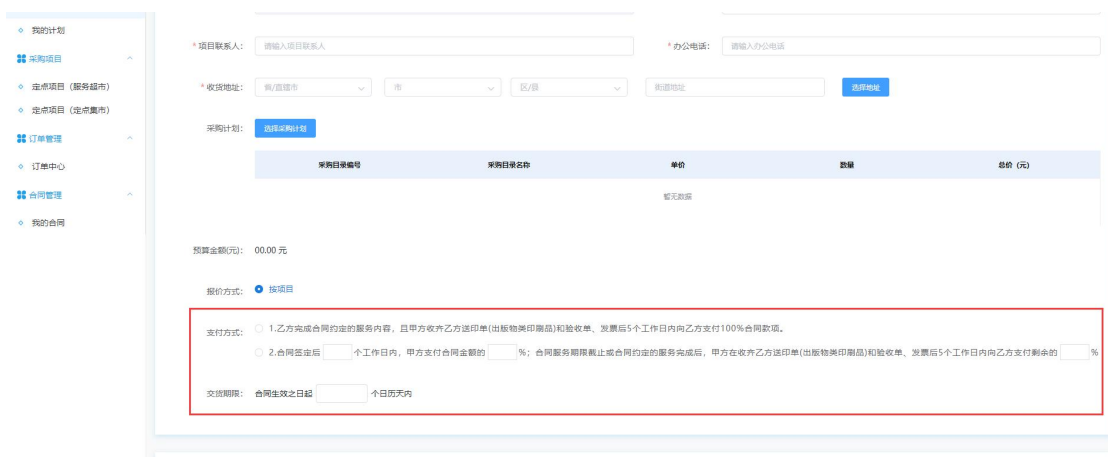 我的计划
采购项目
定点项目（服务超市）
定点项目（定点集市）
订单管理
订单中心
合同管理
我的合同
* 项目联系人： 请输入项目联系人 * 办公电话： 请输入办公电话
* 收货地址： 省/直辖市 市 区/县 街道地址 选择地址
采购计划： 选择采购计划
采购目录编号 采购目录名称 单价 数量 总价（元）
暂无数据
预算金额(元)： 00.00 元
报价方式： 按项目
支付方式： 1.乙方完成合同约定的服务内容，且甲方收齐乙方送印单(出版物类印刷品)和验收单、发票后5个工作日内向乙方支付100%合同款项。
2.合同签定后 个工作日内，甲方支付合同金额的 %；合同服务期限截止或合同约定的服务完成后，甲方在收齐乙方送印单(出版物类印刷品)和验收单、发票后5个工作日内向乙方支付剩余的 %
交货期限： 合同生效之日起 个日历天内